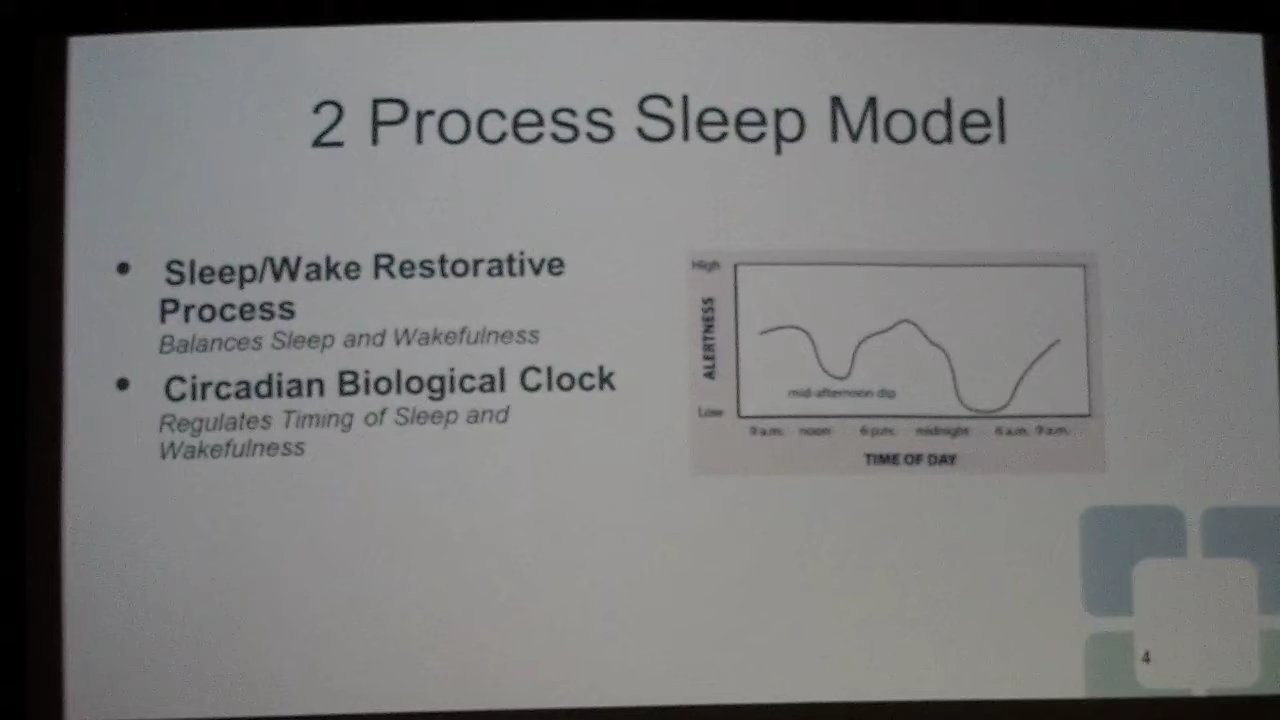 2 Process Sleep Model
• Sleep/Wake Restorative
Process
Balances Sleep and Wakefulness
• Circadian Biological Clock
Regulates Timing of Sleep and
Wakefulness
High
ALERTNESS
mid-afternoon dip
Low
9 a.m. noon 6 p.m. midnight 6 a.m. 9 a.m.
TIME OF DAY
4